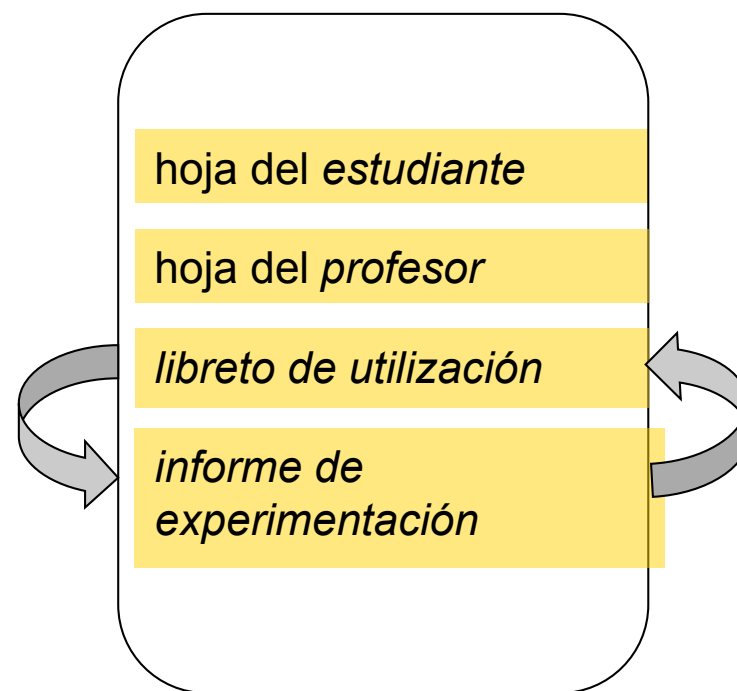 hoja del estudiante
hoja del profesor
libreto de utilización
informe de
experimentación